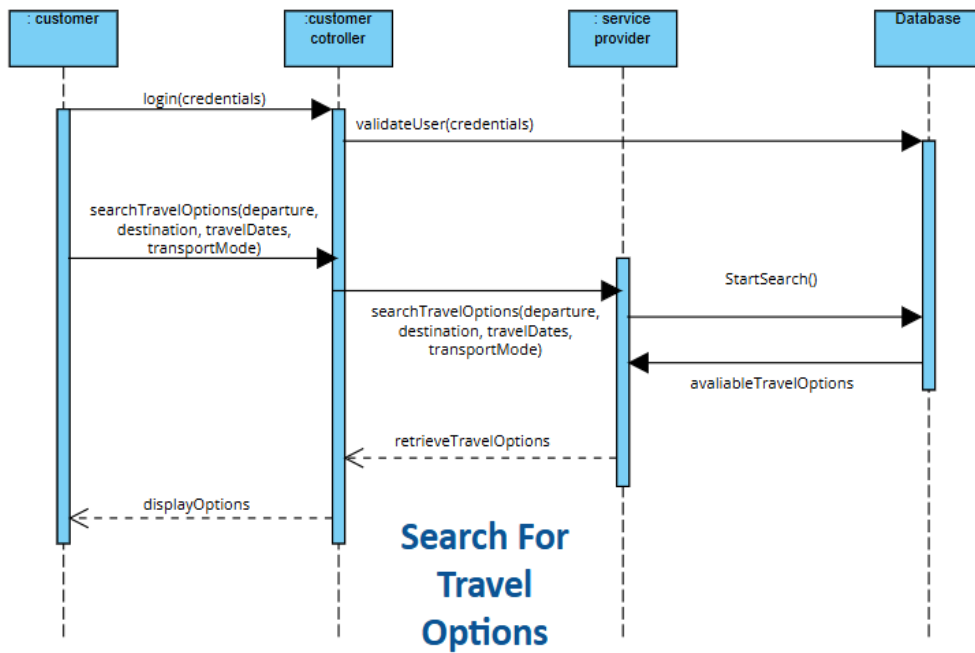 : customer
:customer
cotroller
: service
provider
Database
login(credentials)
validateUser(credentials)
searchTravelOptions(departure,
destination, travelDates,
transportMode)
StartSearch()
searchTravelOptions(departure,
destination, travelDates,
transportMode)
avaliableTravelOptions
retrieveTravelOptions
displayOptions
Search For
Travel
Options